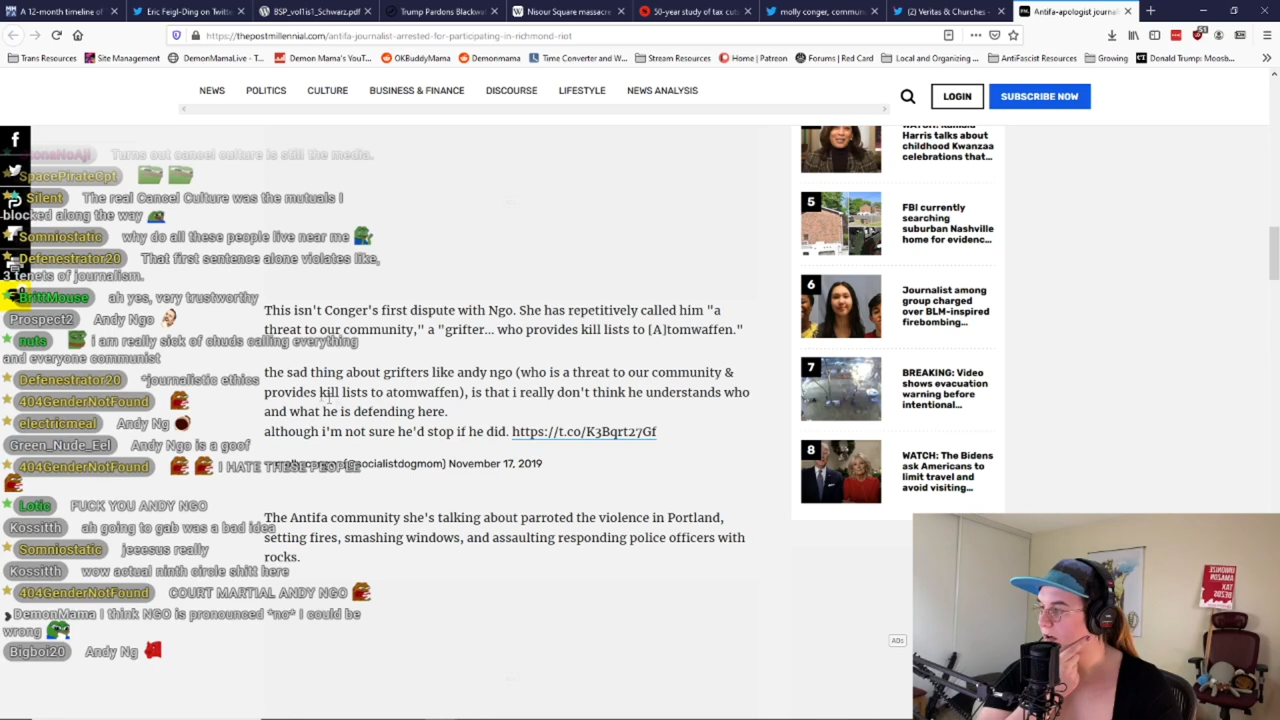 A 12-month timeline of
Eric Feigl-Ding on Twitte
BSP_vol1is1_Schwarz.pdf
Trump Pardons Blackwa
Nisour Square massacre
50-year study of tax cuts
molly conger, commun
(2) Veritas & Churches
Antifa-apologist journal
https://thepostmillennial.com/antifa-journalist-arrested-for-participating-in-richmond-riot
Trans Resources
Site Management
DemonMamaLive - T...
Demon Mama's YouT...
OKBuddyMama
Demonmama
Time Converter and W...
Stream Resources
Home | Patreon
Forums | Red Card
Local and Organizing ...
AntiFascist Resources
Growing
Donald Trump: Moosb...
NEWS
POLITICS
CULTURE
BUSINESS & FINANCE
DISCOURSE
LIFESTYLE
NEWS ANALYSIS
LOGIN
SUBSCRIBE NOW
WATCH: Kamala
Harris talks about
childhood Kwanzaa
celebrations that...
5
FBI currently
searching
suburban Nashville
home for evidenc...
6
Journalist among
group charged
over BLM-inspired
firebombing...
7
BREAKING: Video
shows evacuation
warning before
intentional...
8
WATCH: The Bidens
ask Americans to
limit travel and
avoid visiting...
This isn't Conger's first dispute with Ngo. She has repetitively called him "a
threat to our community," a "grifter... who provides kill lists to [A]tomwaffen."
the sad thing about grifters like andy ngo (who is a threat to our community &
provides kill lists to atomwaffen), is that i really don't think he understands who
and what he is defending here.
although i'm not sure he'd stop if he did. https://t.co/K3Bqrt27Gf
socialistdogmom) November 17, 2019
The Antifa community she's talking about parroted the violence in Portland,
setting fires, smashing windows, and assaulting responding police officers with
rocks.
Turns out cancel culture is still the media.
SpacePirateCpt
Silent The real Cancel Culture was the mutuals I
blocked along the way
Somniostatic why do all these people live near me
Defenestrator20 That first sentence alone violates like,
3 tenets of journalism.
BrittMouse ah yes, very trustworthy
Prospect2 Andy Ngo
nuts i am really sick of chuds calling everything
and everyone communist
Defenestrator20 *journalistic ethics
404GenderNotFound
electricmeal Andy Ng
Green_Nude_Eel Andy Ngo is a goof
404GenderNotFound I HATE THESE PEOPLE
Lotic FUCK YOU ANDY NGO
Kossitth ah going to gab was a bad idea
Somniostatic jeeesus really
Kossitth wow actual ninth circle shitt here
404GenderNotFound COURT MARTIAL ANDY NGO
DemonMama I think NGO is pronounced *no* I could be
wrong
Bigboi20 Andy Ng
ADS
UNIONIZE
AMAZON
TAX
BEZOS